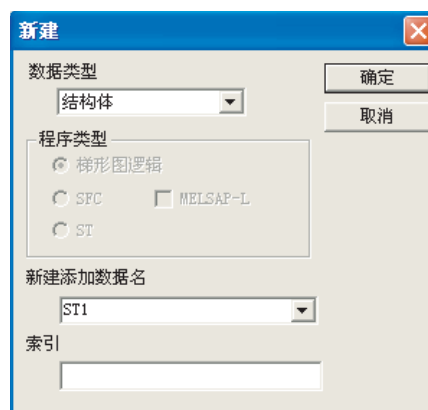 新建
数据类型
确定
结构体
取消
程序类型
梯形图逻辑
SFC MELSAP-L
ST
新建添加数据名
ST1
索引